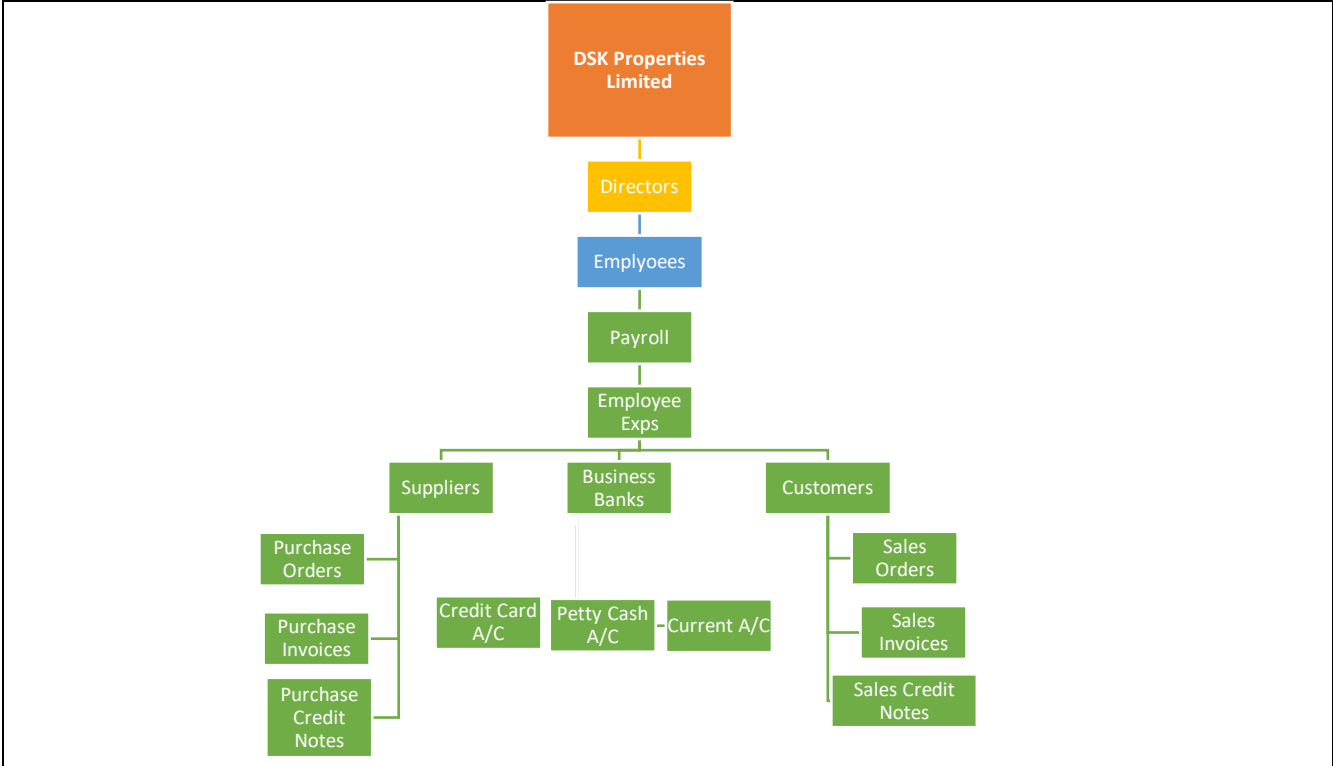 DSK Properties
Limited
Directors
Emplyoees
Payroll
Employee
Exps
Suppliers
Business
Banks
Customers
Purchase
Orders
Sales
Orders
Credit Card
A/C
Petty Cash
A/C
Current A/C
Purchase
Invoices
Sales
Invoices
Purchase
Credit
Notes
Sales Credit
Notes